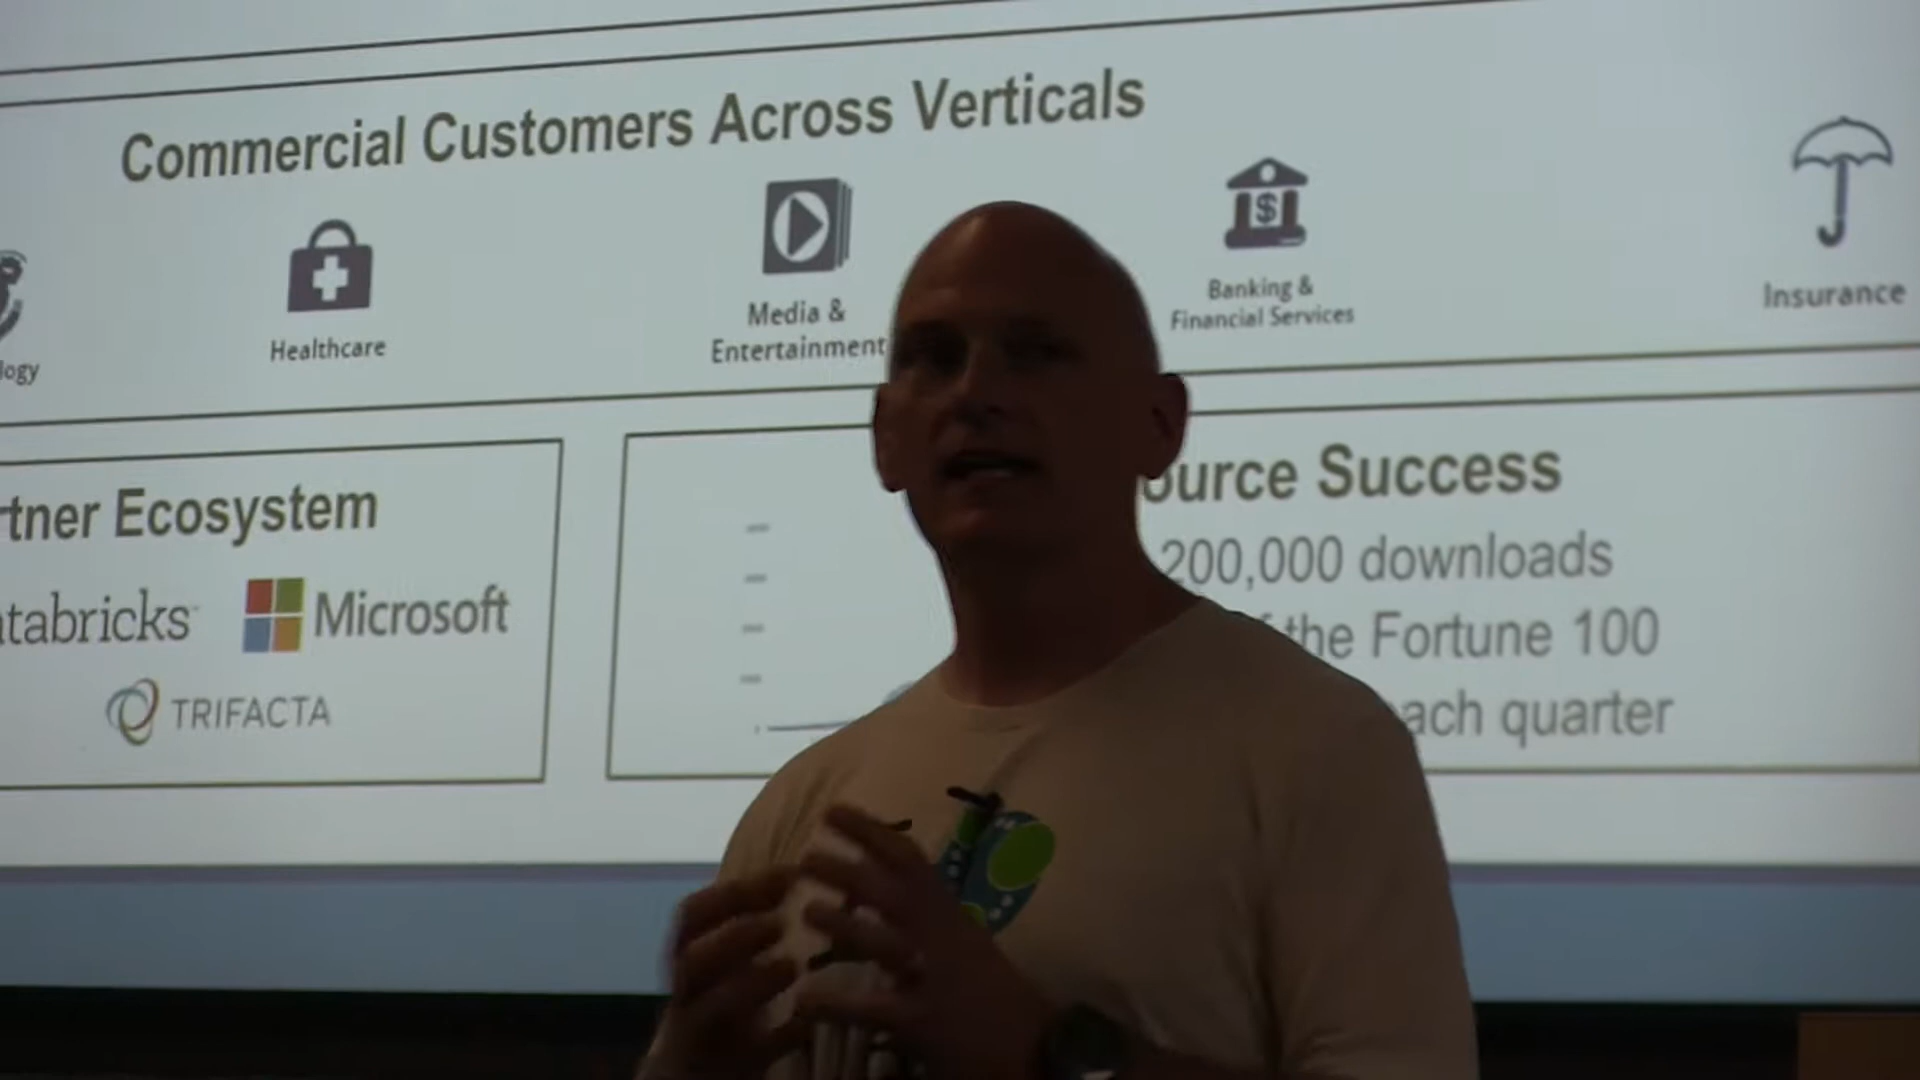 Commercial Customers Across Verticals
logy
Healthcare
Media &
Entertainment
Banking &
Financial Services
Insurance
tner Ecosystem
tabricks
Microsoft
TRIFACTA
ource Success
200,000 downloads
the Fortune 100
ach quarter